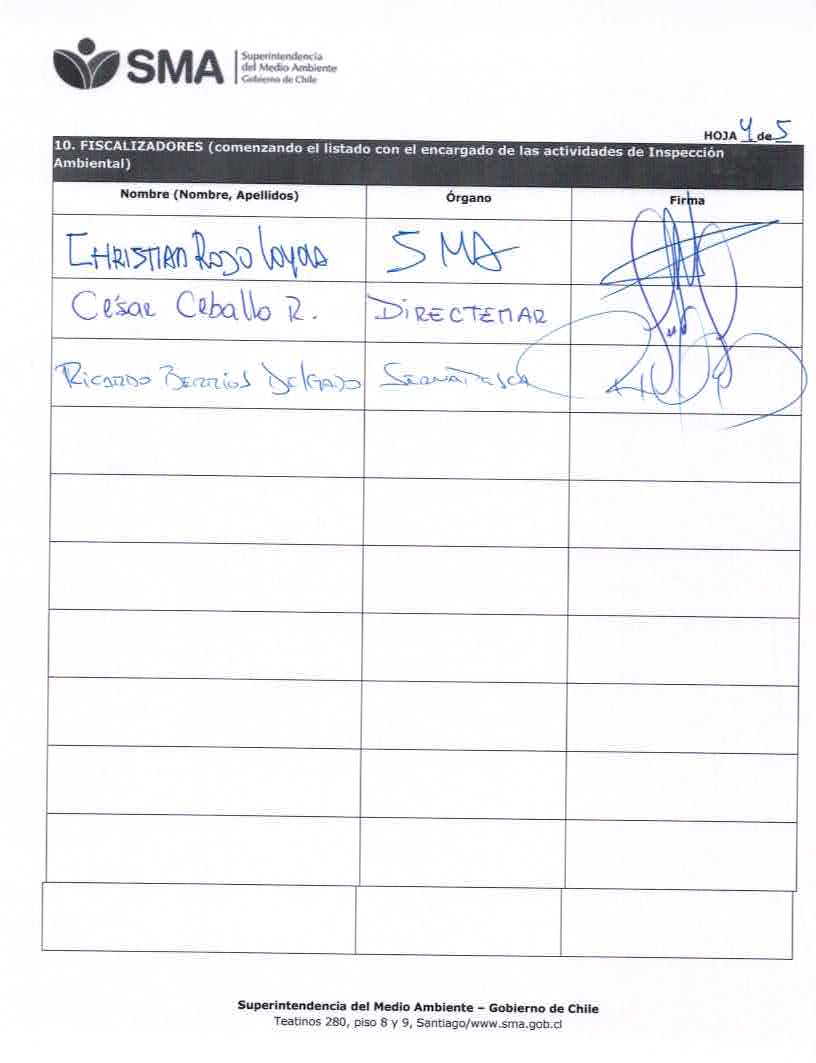 SMA
Superintendencia
del Medio Ambiente
Gobierno de Chile
HOJA 4 de 5
10. FISCALIZADORES (comenzando el listado con el encargado de las actividades de Inspección
Ambiental)
Nombre (Nombre, Apellidos) Órgano Firma
CHRISTIAN ROJO LOYOLA SMA
César Ceballo R. DIRECTEMAR
RICARDO BERRIOS DELGADO SERNAPESCA
Superintendencia del Medio Ambiente – Gobierno de Chile
Teatinos 280, piso 8 y 9, Santiago/www.sma.gob.cl